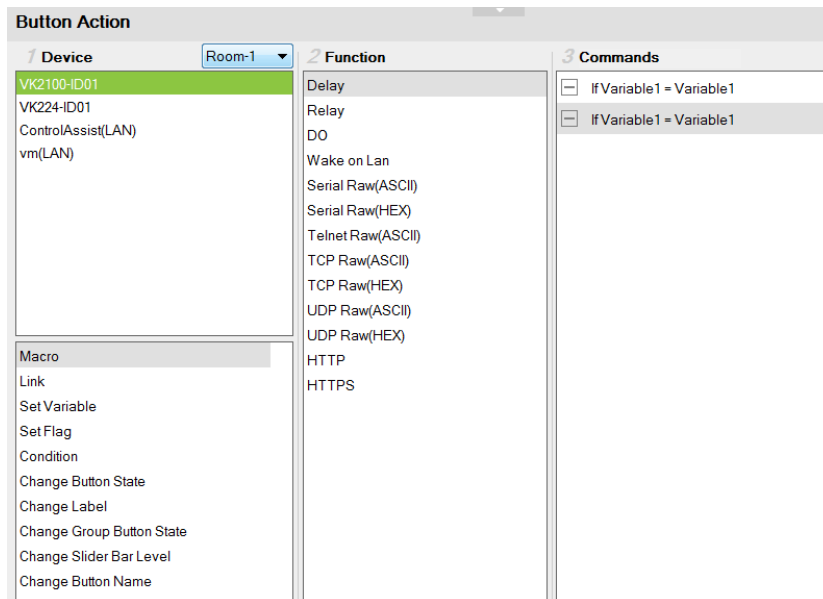 Button Action
1 Device
Room-1
VK2100-ID01
VK224-ID01
ControlAssist(LAN)
vm(LAN)
Macro
Link
Set Variable
Set Flag
Condition
Change Button State
Change Label
Change Group Button State
Change Slider Bar Level
Change Button Name
2 Function
Delay
Relay
DO
Wake on Lan
Serial Raw(ASCII)
Serial Raw(HEX)
Telnet Raw(ASCII)
TCP Raw(ASCII)
TCP Raw(HEX)
UDP Raw(ASCII)
UDP Raw(HEX)
HTTP
HTTPS
3 Commands
If Variable1 = Variable1
If Variable1 = Variable1